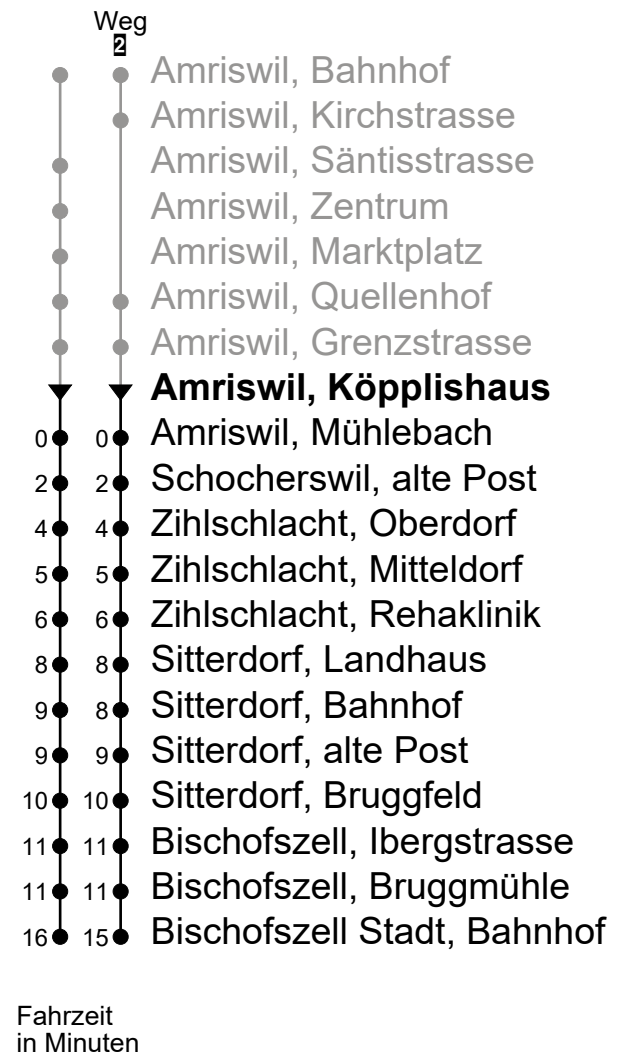 Weg
2
Amriswil, Bahnhof
Amriswil, Kirchstrasse
Amriswil, Säntisstrasse
Amriswil, Zentrum
Amriswil, Marktplatz
Amriswil, Quellenhof
Amriswil, Grenzstrasse
Amriswil, Köpplishaus
0 0 Amriswil, Mühlebach
2 2 Schocherswil, alte Post
4 4 Zihlschlacht, Oberdorf
5 5 Zihlschlacht, Mitteldorf
6 6 Zihlschlacht, Rehaklinik
8 8 Sitterdorf, Landhaus
9 8 Sitterdorf, Bahnhof
9 9 Sitterdorf, alte Post
10 10 Sitterdorf, Bruggfeld
11 11 Bischofszell, Ibergstrasse
11 11 Bischofszell, Bruggmühle
16 15 Bischofszell Stadt, Bahnhof
Fahrzeit
in Minuten